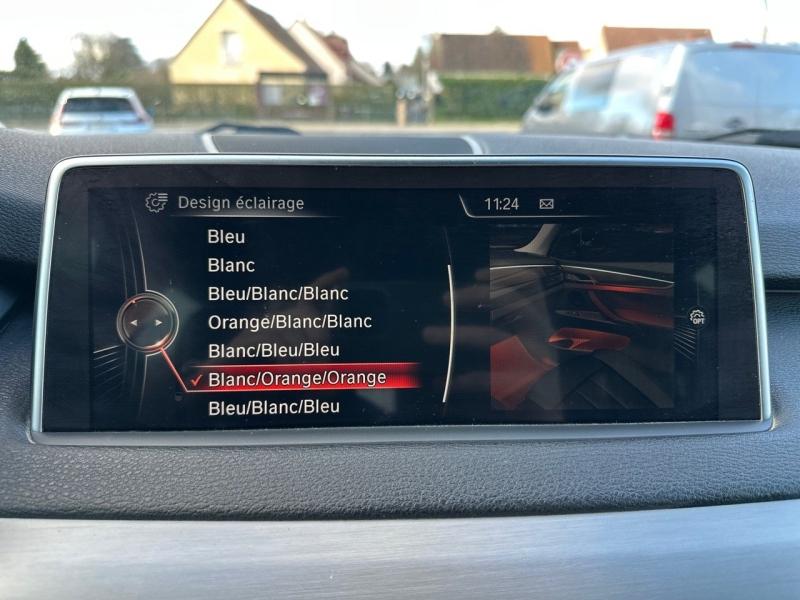 Design éclairage
11:24
Bleu
Blanc
Bleu/Blanc/Blanc
Orange/Blanc/Blanc
Blanc/Bleu/Bleu
Blanc/Orange/Orange
Bleu/Blanc/Bleu
OPT